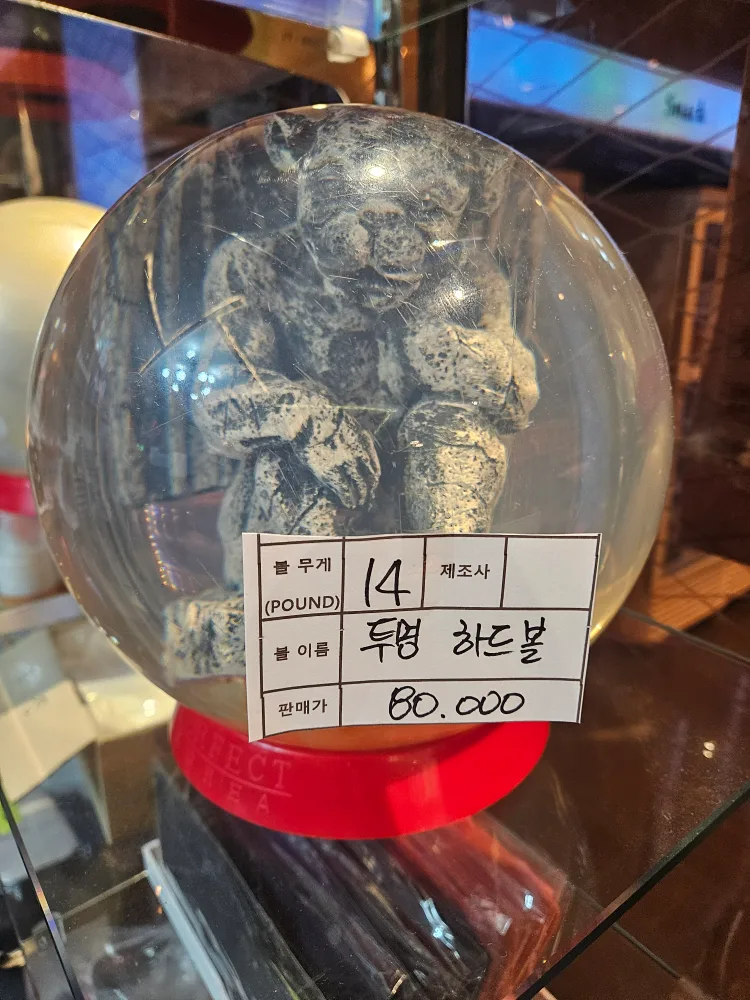 Snack
볼 무게
(POUND)
14
제조사
볼 이름
투명 하드볼
판매가
80.000